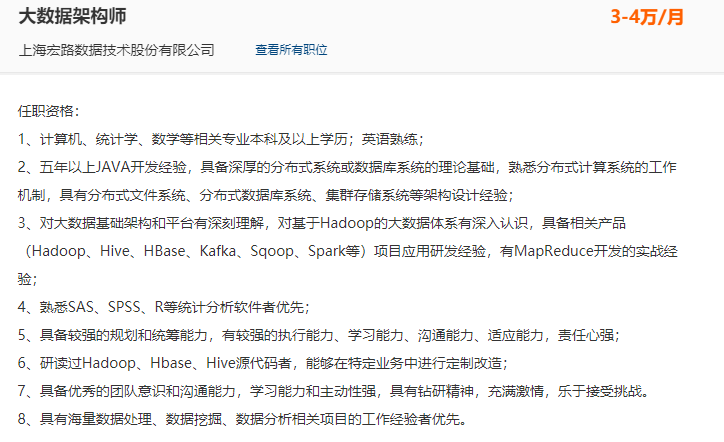 大数据架构师
3-4万/月
上海宏路数据技术股份有限公司 查看所有职位
任职资格：
1、计算机、统计学、数学等相关专业本科及以上学历；英语熟练；
2、五年以上JAVA开发经验，具备深厚的分布式系统或数据库系统的理论基础，熟悉分布式计算系统的工作
机制，具有分布式文件系统、分布式数据库系统、集群存储系统等架构设计经验；
3、对大数据基础架构和平台有深刻理解，对基于Hadoop的大数据体系有深入认识，具备相关产品
（Hadoop、Hive、HBase、Kafka、Sqoop、Spark等）项目应用研发经验，有MapReduce开发的实战经
验；
4、熟悉SAS、SPSS、R等统计分析软件者优先；
5、具备较强的规划和统筹能力，有较强的执行能力、学习能力、沟通能力、适应能力，责任心强；
6、研读过Hadoop、Hbase、Hive源代码者，能够在特定业务中进行定制改造；
7、具备优秀的团队意识和沟通能力，学习能力和主动性强，具有钻研精神，充满激情，乐于接受挑战。
8、具有海量数据处理、数据挖掘、数据分析相关项目的工作经验者优先。